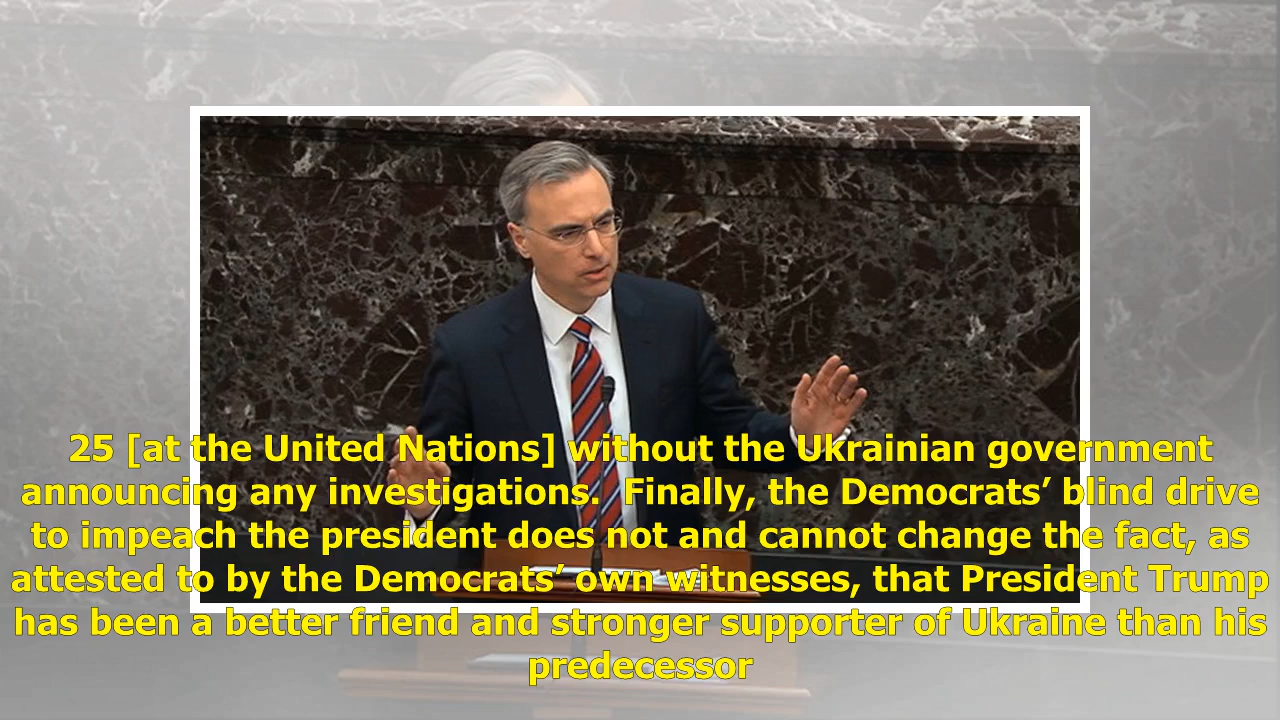 25 [at the United Nations] without the Ukrainian government
announcing any investigations.  Finally, the Democrats’ blind drive
to impeach the president does not and cannot change the fact, as
attested to by the Democrats’ own witnesses, that President Trump
has been a better friend and stronger supporter of Ukraine than his
predecessor